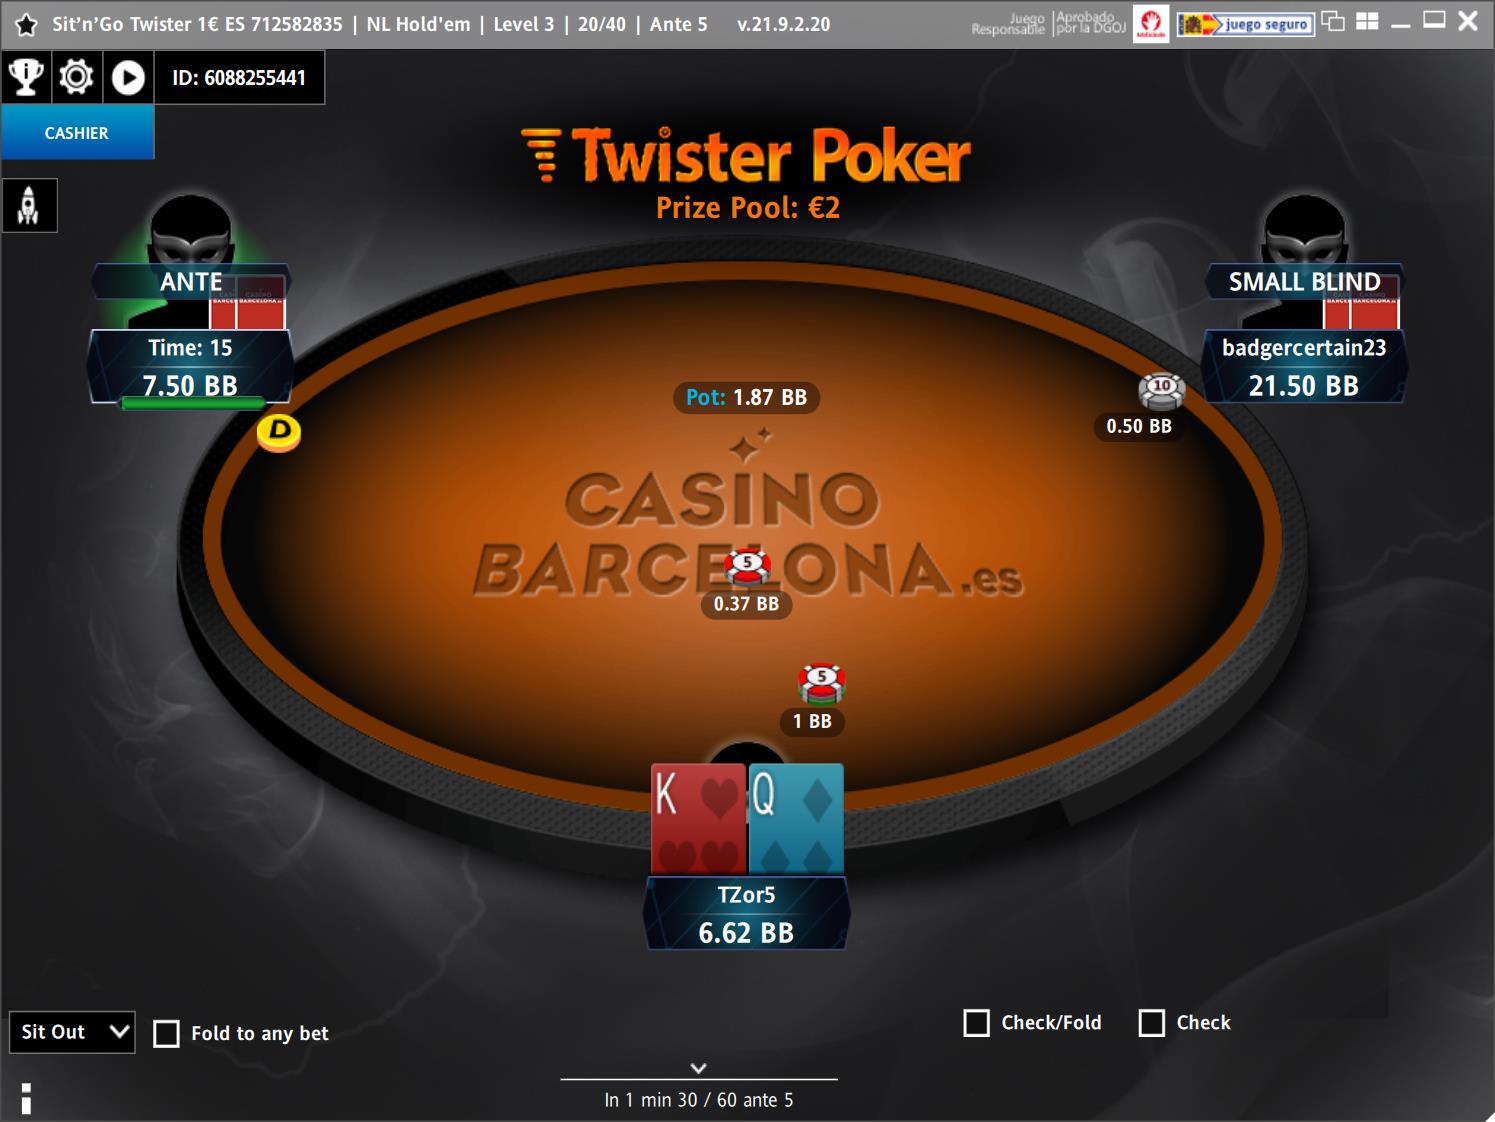 Sit'n'Go Twister 1€ ES 712582835 | NL Hold'em | Level 3 | 20/40 | Ante 5 v.21.9.2.20
Juego Responsable | Aprobado por la DGOJ
juego seguro
ID: 6088255441
CASHIER
Twister Poker
Prize Pool: €2
ANTE
Time: 15
7.50 BB
D
SMALL BLIND
badgercertain23
21.50 BB
Pot: 1.87 BB
10
0.50 BB
CASINO
BARCELONA.es
5
0.37 BB
5
1 BB
K Q
TZor5
6.62 BB
Sit Out
Fold to any bet
Check/Fold
Check
In 1 min 30 / 60 ante 5